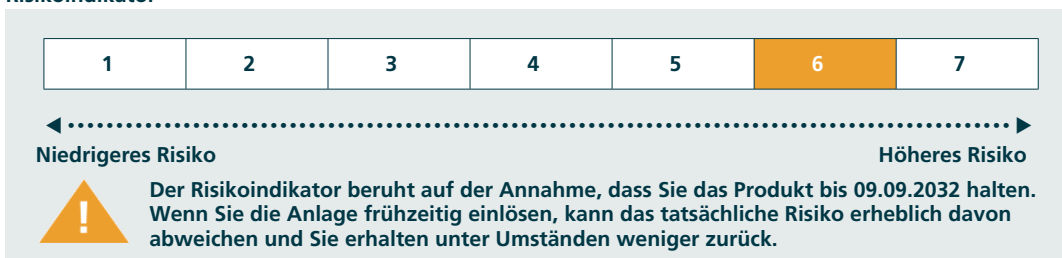 1 2 3 4 5 6 7
Niedrigeres Risiko Höheres Risiko
! Der Risikoindikator beruht auf der Annahme, dass Sie das Produkt bis 09.09.2032 halten.
Wenn Sie die Anlage frühzeitig einlösen, kann das tatsächliche Risiko erheblich davon
abweichen und Sie erhalten unter Umständen weniger zurück.